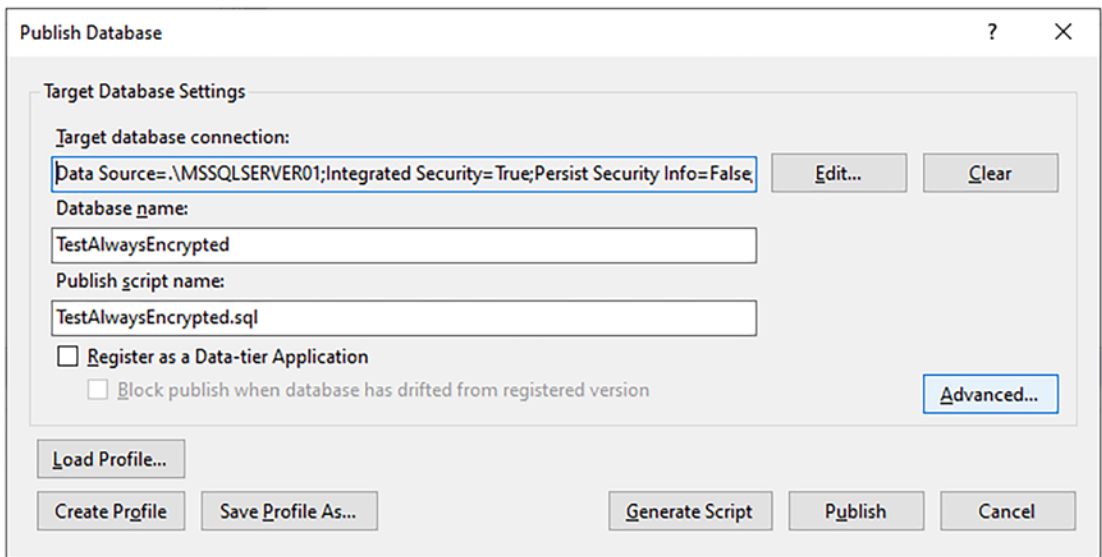 Publish Database
?
Target Database Settings
Target database connection:
Data Source=.\MSSQLSERVER01;Integrated Security=True;Persist Security Info=False;
Edit...
Clear
Database name:
TestAlwaysEncrypted
Publish script name:
TestAlwaysEncrypted.sql
Register as a Data-tier Application
Block publish when database has drifted from registered version
Advanced...
Load Profile...
Create Profile
Save Profile As...
Generate Script
Publish
Cancel